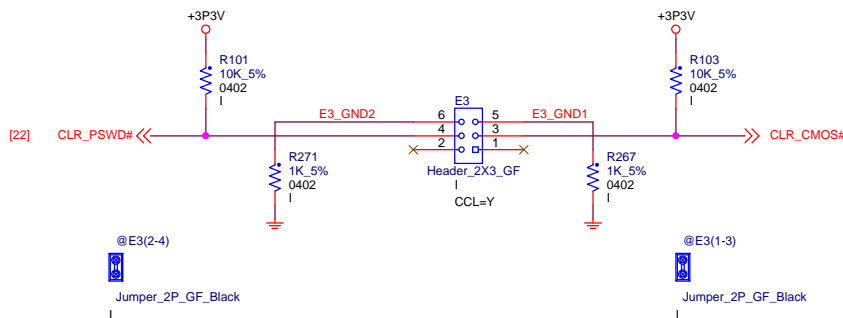 +3P3V
+3P3V
R101
10K_5%
0402
I
R103
10K_5%
0402
I
E3
E3_GND2
6
5
E3_GND1
[22]
CLR_PSWD#
4
3
CLR_CMOS#
2
1
R271
1K_5%
0402
I
Header_2X3_GF
I
CCL=Y
R267
1K_5%
0402
I
@E3(2-4)
@E3(1-3)
Jumper_2P_GF_Black
I
Jumper_2P_GF_Black
I